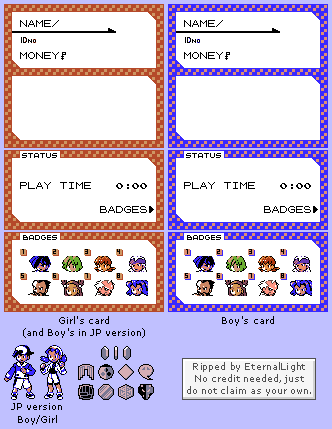 NAME/
IDNo
MONEY
NAME/
IDNo
MONEY
STATUS
PLAY TIME 0:00
BADGES▶
STATUS
PLAY TIME 0:00
BADGES▶
BADGES
1 2 3 4
5 6 7 8
BADGES
1 2 3 4
5 6 7 8
Girl's card
(and Boy's in JP version)
Boy's card
JP version
Boy/Girl
Ripped by EternalLight
No credit needed, just
do not claim as your own.